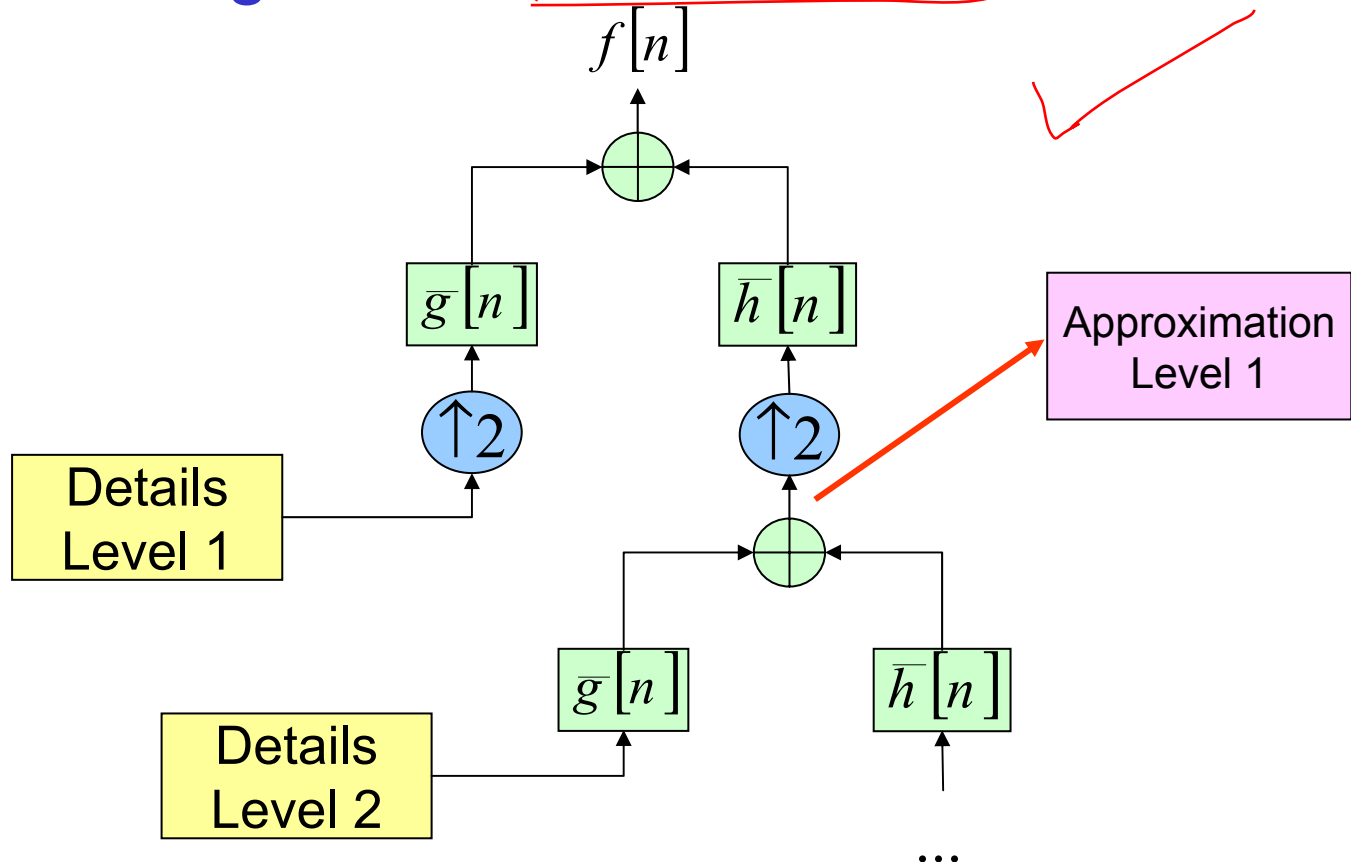 f[n]
g̅[n]
h̅[n]
Approximation
Level 1
↑2
↑2
Details
Level 1
g̅[n]
h̅[n]
Details
Level 2
...